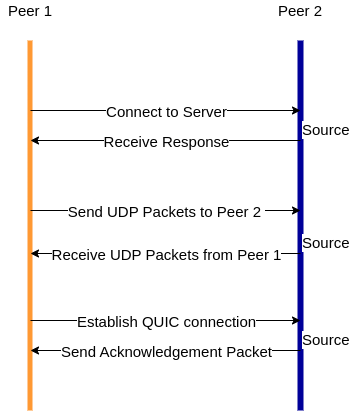 Peer 1
Peer 2
Connect to Server
Source
Receive Response
Send UDP Packets to Peer 2
Source
Receive UDP Packets from Peer 1
Establish QUIC connection
Source
Send Acknowledgement Packet